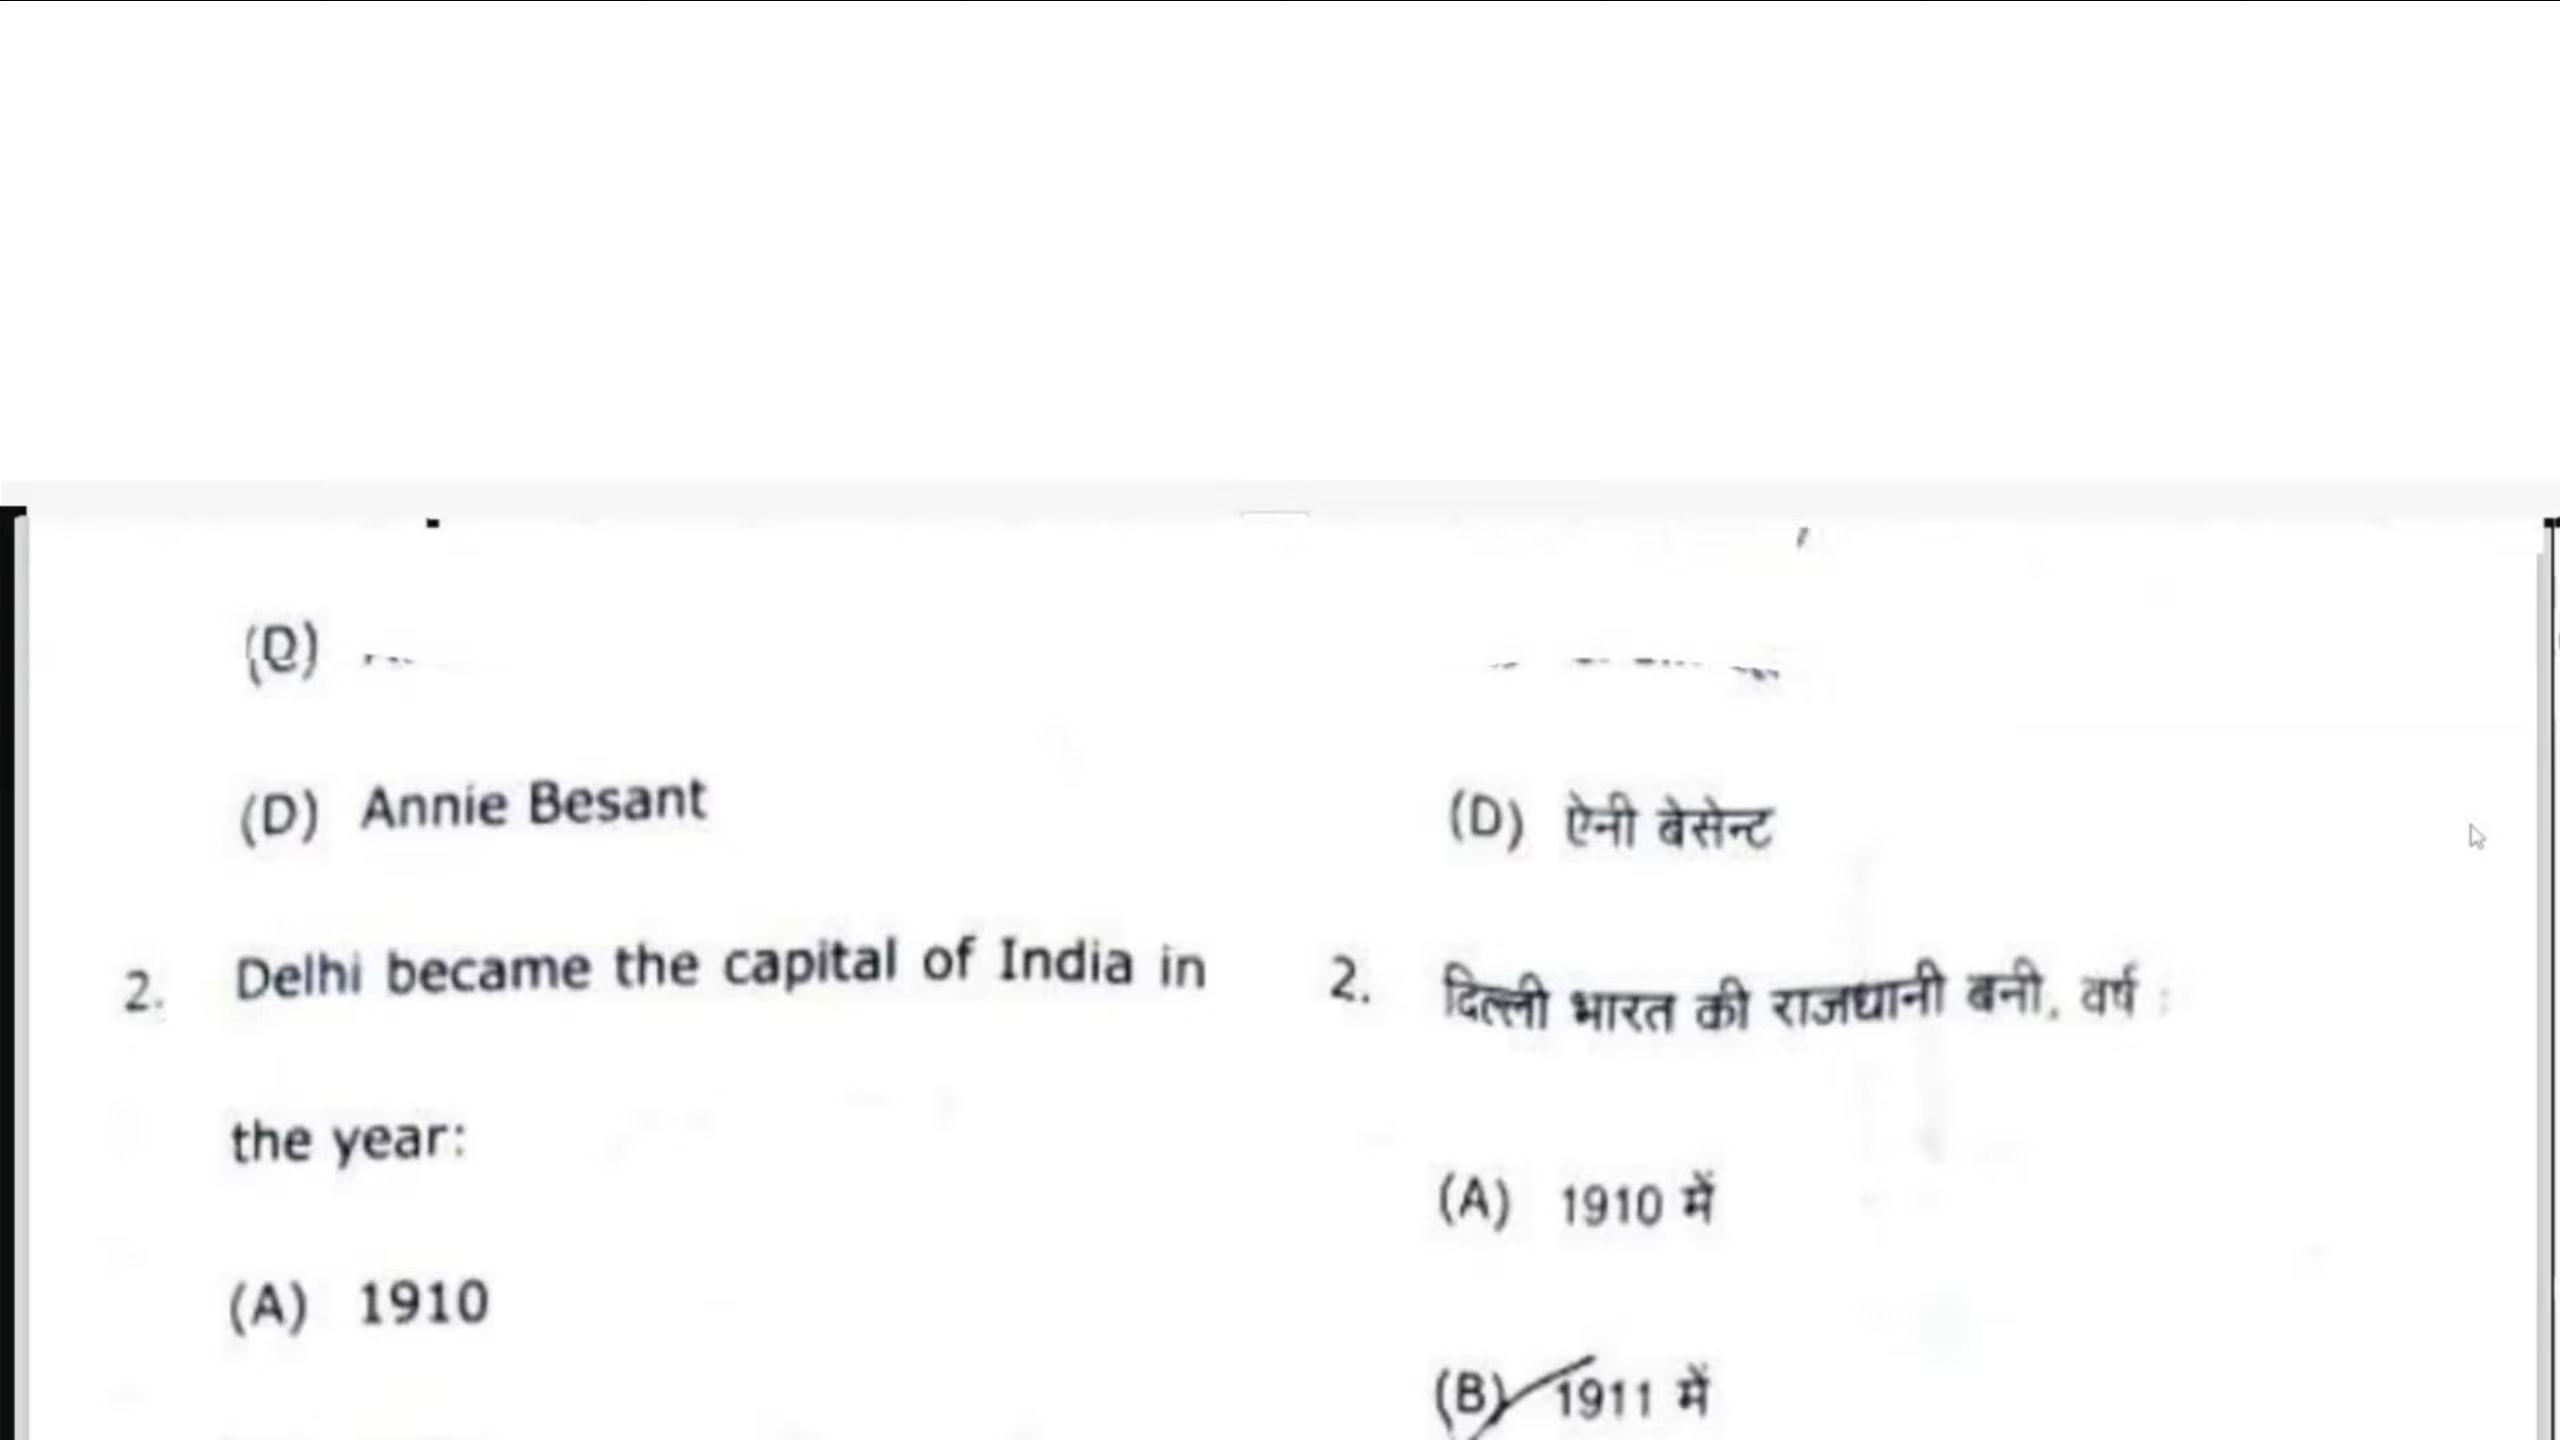 (D) Annie Besant
2. Delhi became the capital of India in
the year:
(A) 1910
(D) ऐनी बेसेन्ट
2. दिल्ली भारत की राजधानी बनी, वर्ष :
(A) 1910 में
(B) 1911 में